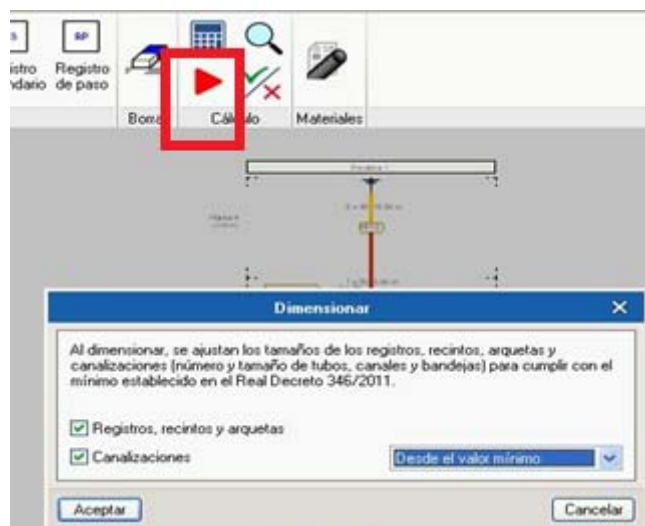 RP
istro
Registro
ndario
de paso
Cálculo
Materiales
Dimensionar
Al dimensionar, se ajustan los tamaños de los registros, recintos, arquetas y
canalizaciones (número y tamaño de tubos, canales y bandejas) para cumplir con el
mínimo establecido en el Real Decreto 346/2011.
Registros, recintos y arquetas
Canalizaciones
Desde el valor mínimo
Aceptar
Cancelar